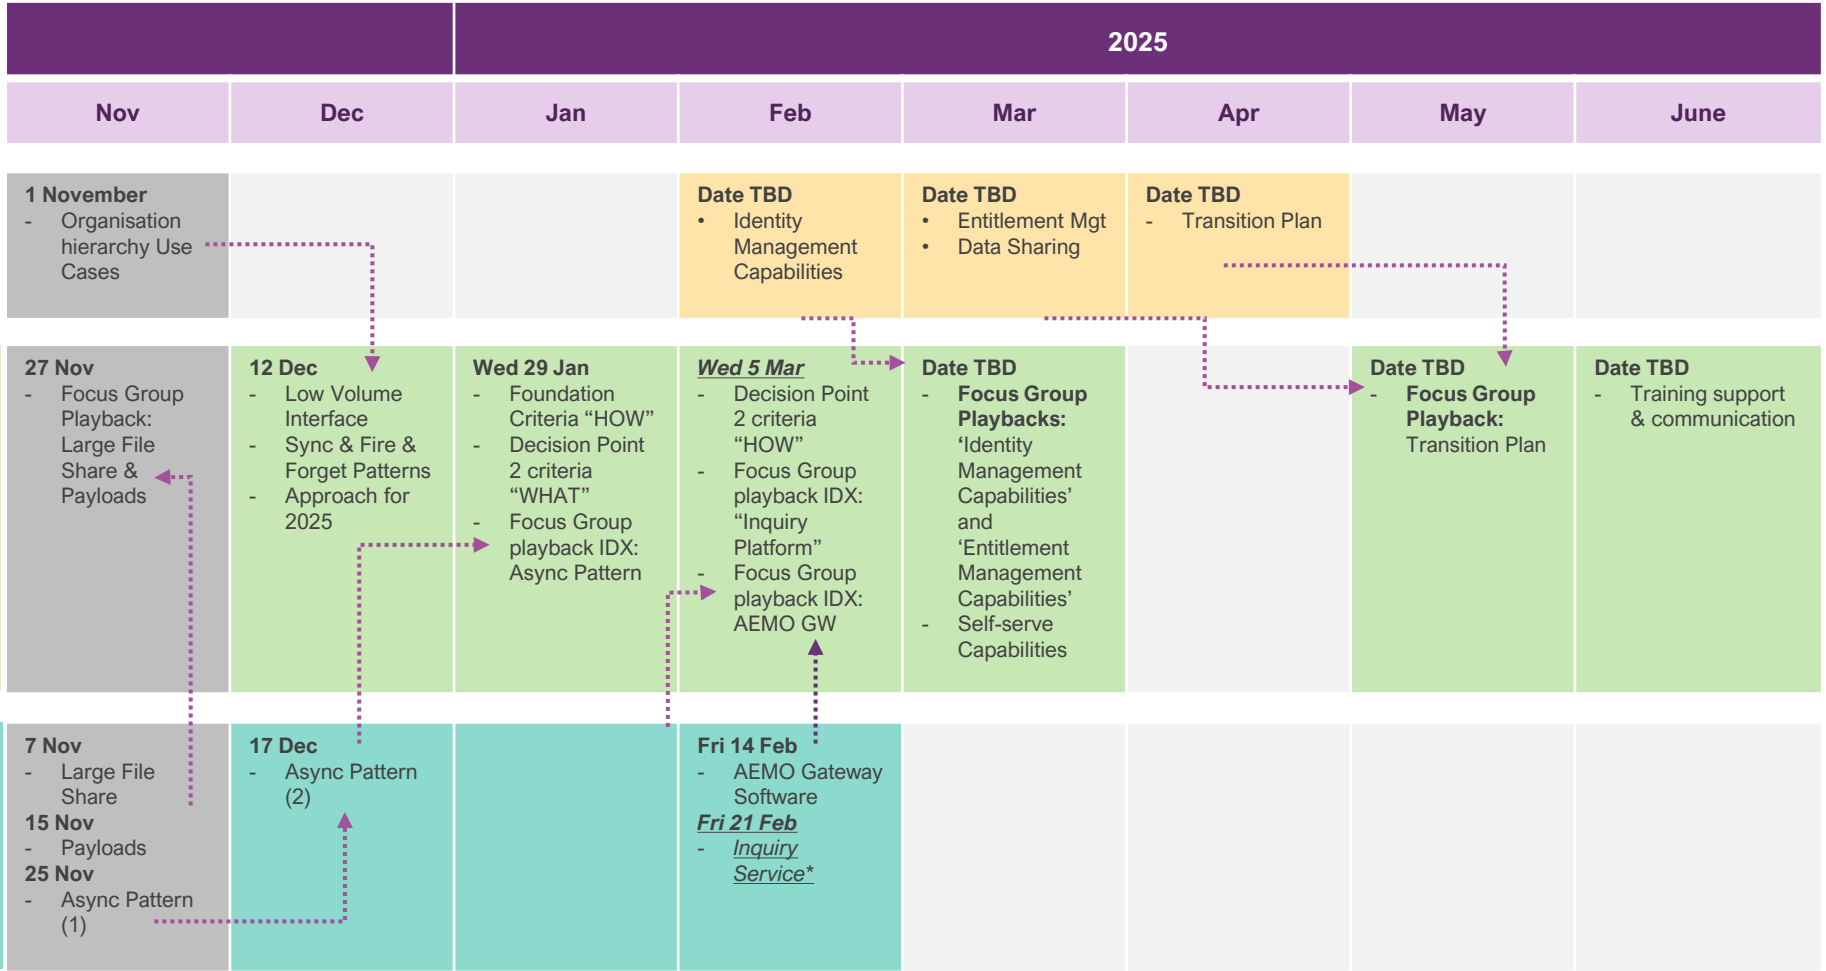 2025
Nov
Dec
Jan
Feb
Mar
Apr
May
June
1 November
- Organisation
hierarchy Use
Cases
Date TBD
• Identity
Management
Capabilities
Date TBD
• Entitlement Mgt
• Data Sharing
Date TBD
- Transition Plan
27 Nov
- Focus Group
Playback:
Large File
Share &
Payloads
12 Dec
- Low Volume
Interface
- Sync & Fire &
Forget Patterns
- Approach for
2025
Wed 29 Jan
- Foundation
Criteria “HOW”
- Decision Point
2 criteria
“WHAT”
- Focus Group
playback IDX:
Async Pattern
Wed 5 Mar
- Decision Point
2 criteria
“HOW”
- Focus Group
playback IDX:
“Inquiry
Platform”
- Focus Group
playback IDX:
AEMO GW
Date TBD
- Focus Group
Playbacks:
‘Identity
Management
Capabilities’
and
‘Entitlement
Management
Capabilities’
- Self-serve
Capabilities
Date TBD
- Focus Group
Playback:
Transition Plan
Date TBD
- Training support
& communication
7 Nov
- Large File
Share
15 Nov
- Payloads
25 Nov
- Async Pattern
(1)
17 Dec
- Async Pattern
(2)
Fri 14 Feb
- AEMO Gateway
Software
Fri 21 Feb
- Inquiry
Service*